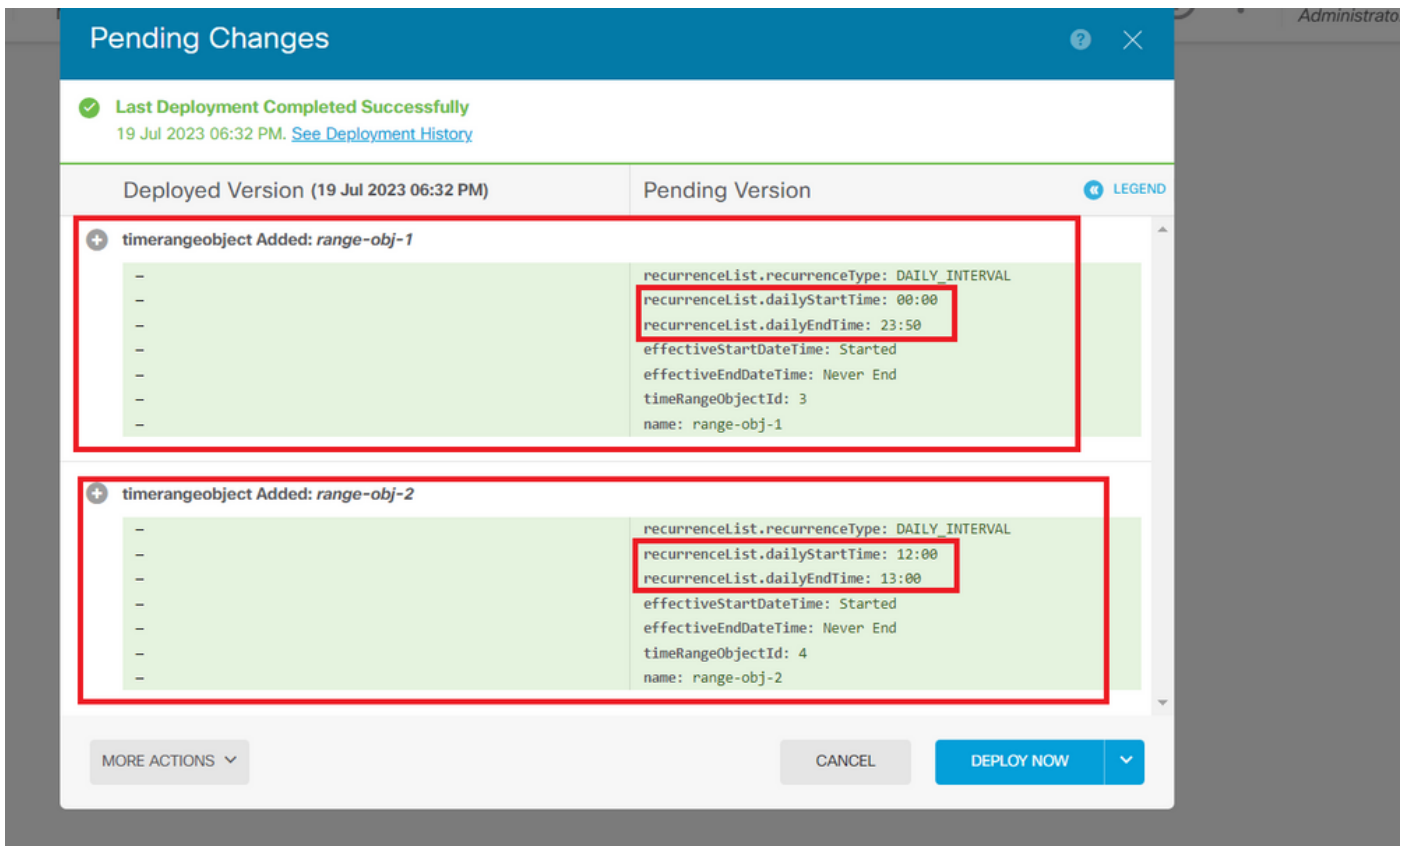 Administrato
Pending Changes
Last Deployment Completed Successfully
19 Jul 2023 06:32 PM. See Deployment History
Deployed Version (19 Jul 2023 06:32 PM) Pending Version LEGEND
timerangeobject Added: range-obj-1
– recurrenceList.recurrenceType: DAILY_INTERVAL
– recurrenceList.dailyStartTime: 00:00
– recurrenceList.dailyEndTime: 23:50
– effectiveStartDateTime: Started
– effectiveEndDateTime: Never End
– timeRangeObjectId: 3
– name: range-obj-1
timerangeobject Added: range-obj-2
– recurrenceList.recurrenceType: DAILY_INTERVAL
– recurrenceList.dailyStartTime: 12:00
– recurrenceList.dailyEndTime: 13:00
– effectiveStartDateTime: Started
– effectiveEndDateTime: Never End
– timeRangeObjectId: 4
– name: range-obj-2
MORE ACTIONS CANCEL DEPLOY NOW